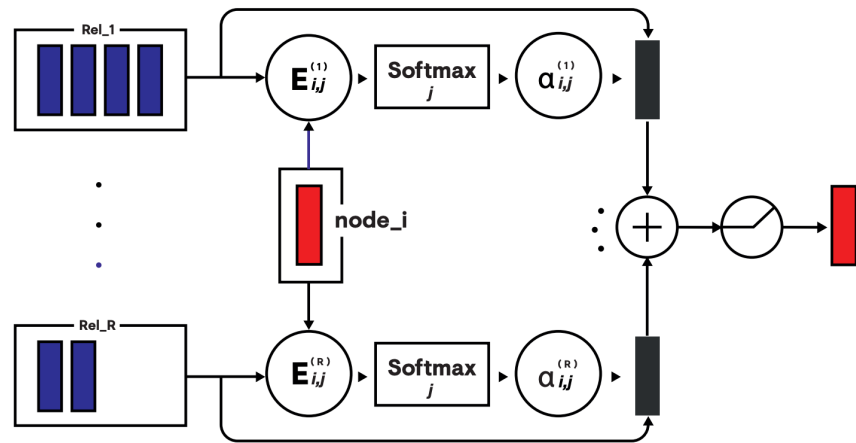 Rel_1
E i,j (1)
Softmax j
α i,j (1)
node_i
+
Rel_R
E i,j (R)
Softmax j
α i,j (R)